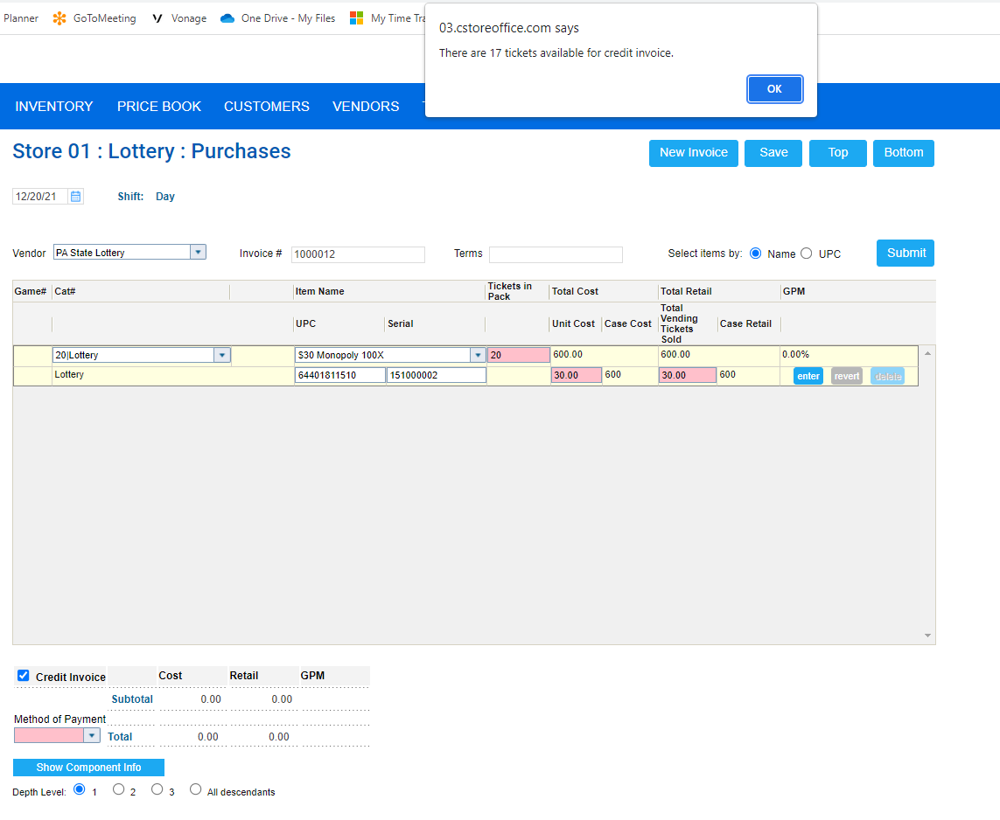 Planner GoToMeeting Vonage One Drive - My Files My Time Tra
03.cstoreoffice.com says
There are 17 tickets available for credit invoice.
OK
INVENTORY PRICE BOOK CUSTOMERS VENDORS
Store 01 : Lottery : Purchases
New Invoice Save Top Bottom
12/20/21 Shift: Day
Vendor PA State Lottery Invoice # 1000012 Terms Select items by: Name UPC Submit
Game# Cat# Item Name Tickets in Pack Total Cost Total Retail GPM
UPC Serial Unit Cost Case Cost Total Vending Tickets Sold Case Retail
20|Lottery $30 Monopoly 100X 20 600.00 600.00 0.00%
Lottery 64401811510 151000002 30.00 600 30.00 600 enter revert delete
Credit Invoice Cost Retail GPM
Subtotal 0.00 0.00
Method of Payment
Total 0.00 0.00
Show Component Info
Depth Level: 1 2 3 All descendants